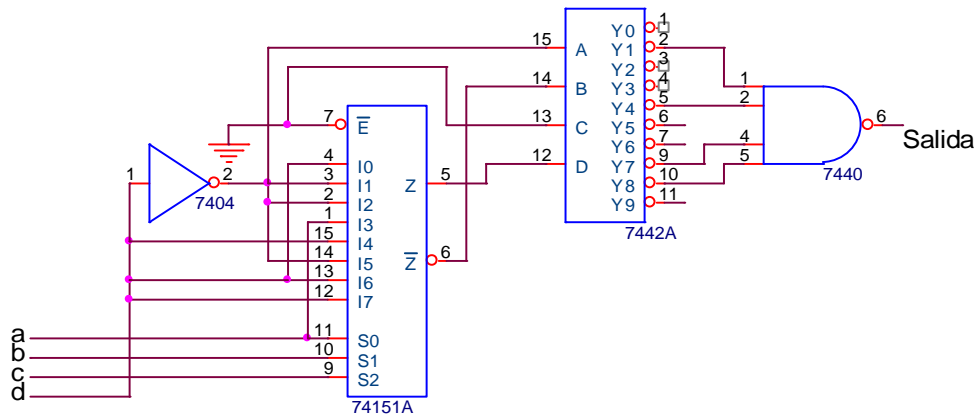 1
2
7404
7
E
4
I0
3
I1
2
I2
1
I3
15
I4
14
I5
13
I6
12
I7
11
S0
10
S1
9
S2
Z
5
Z
6
74151A
a
b
c
d
15
A
14
B
13
C
12
D
Y0
1
Y1
2
Y2
3
Y3
4
Y4
5
Y5
6
Y6
7
Y7
9
Y8
10
Y9
11
7442A
1
2
4
5
6
7440
Salida